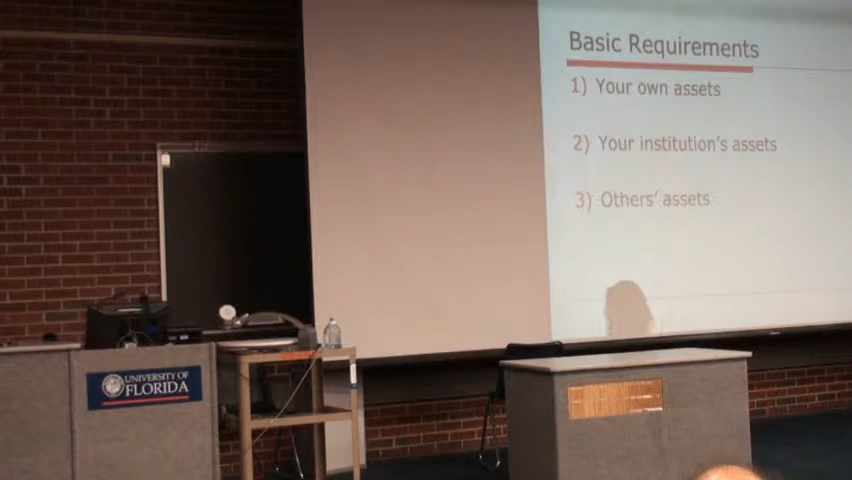 Basic Requirements
1) Your own assets
2) Your institution's assets
3) Others' assets
UNIVERSITY OF
FLORIDA